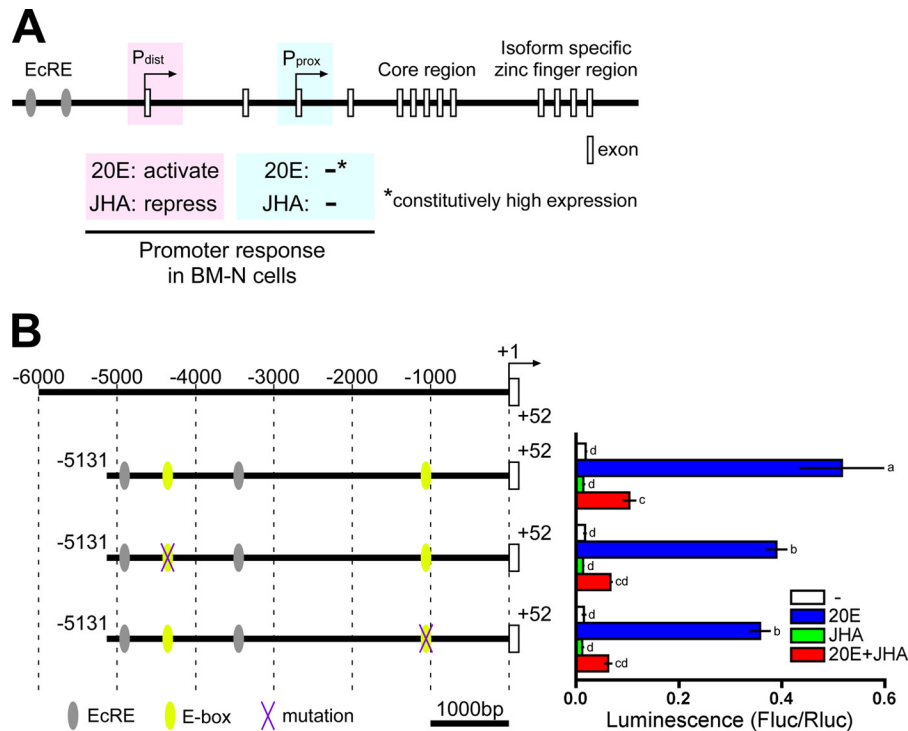 A
EcRE
Pdist
Pprox
Core region
Isoform specific
zinc finger region
exon
20E: activate
JHA: repress
20E: -*
JHA: -
*constitutively high expression
Promoter response
in BM-N cells
B
+1
-6000 -5000 -4000 -3000 -2000 -1000
+52
-5131 +52
d
a
d
c
-5131 +52
d
b
d
cd
-5131 +52
d
b
d
cd
-
20E
JHA
20E+JHA
0.0 0.2 0.4 0.6
Luminescence (Fluc/Rluc)
EcRE E-box mutation 1000bp